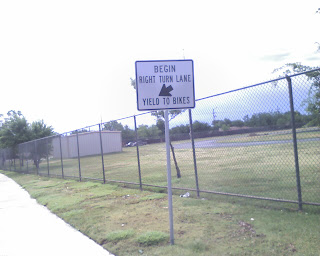 BEGIN
RIGHT TURN LANE
YIELD TO BIKES